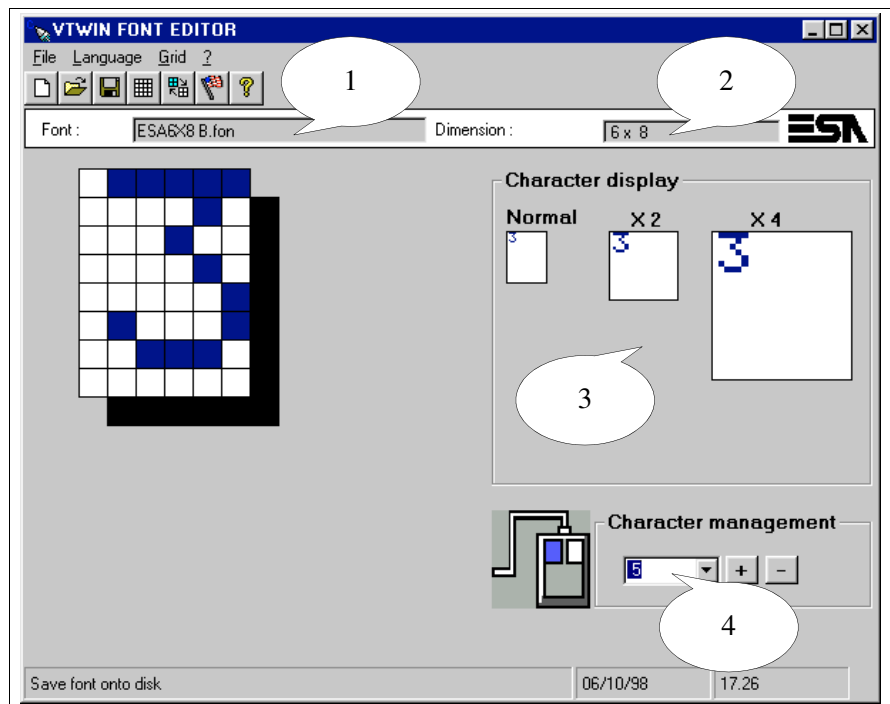 VTWIN FONT EDITOR
File Language Grid ?
1
2
Font : ESA6X8 B.fon Dimension : 6 x 8 ESA
Character display
Normal X 2 X 4
3 3 3
3
Character management
5 + -
4
Save font onto disk 06/10/98 17.26